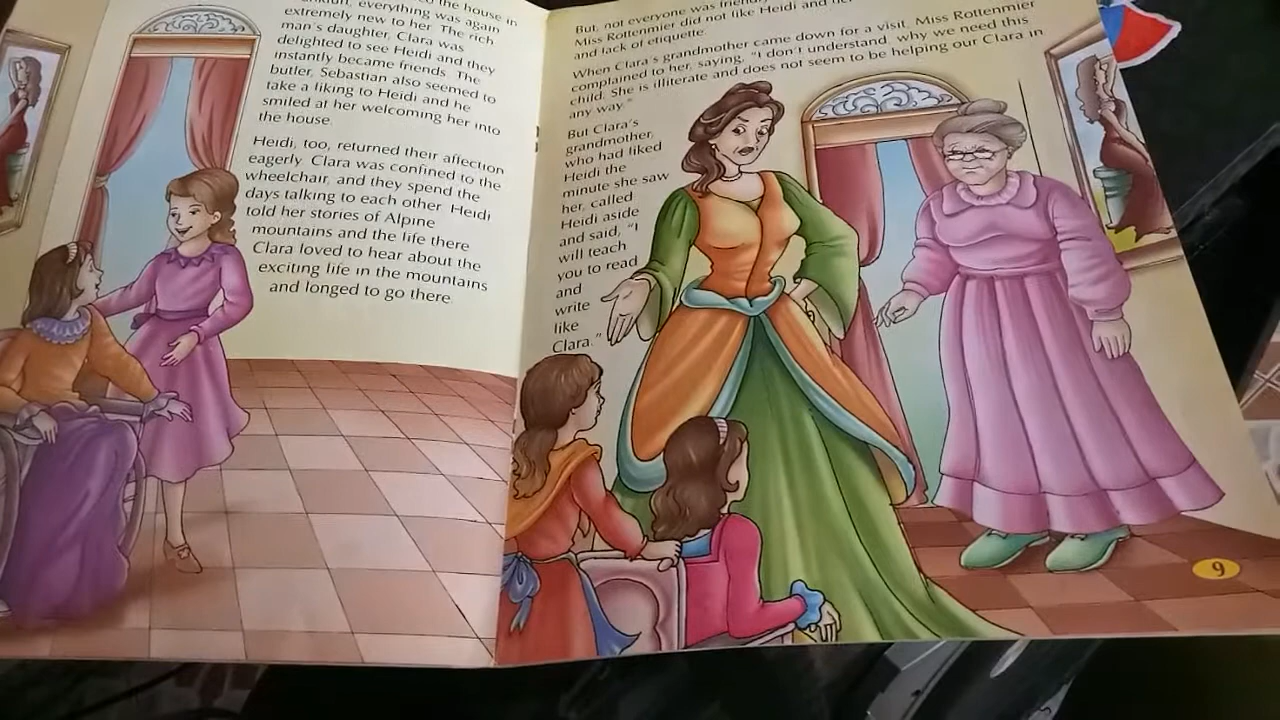 the house in
everything was again
extremely new to her. The rich
man's daughter, Clara was
delighted to see Heidi and they
instantly became friends. The
butler, Sebastian also seemed to
take a liking to Heidi and he
smiled at her welcoming her into
the house.
Heidi, too, returned their affection
eagerly. Clara was confined to the
wheelchair, and they spend the
days talking to each other. Heidi
told her stories of Alpine
mountains and the life there
Clara loved to hear about the
exciting life in the mountains
and longed to go there.
But, not everyone was
Miss Rottenmier did not like Heidi and
and lack of etiquette.
When Clara's grandmother came down for a visit, Miss Rottenmier
complained to her, saying, "I don't understand, why we need this
child. She is illiterate and does not seem to be helping our Clara in
any way."
But Clara's
grandmother,
who had liked
Heidi the
minute she saw
her, called
Heidi aside
and said, "I
will teach
you to read
and
write
like
Clara."
9